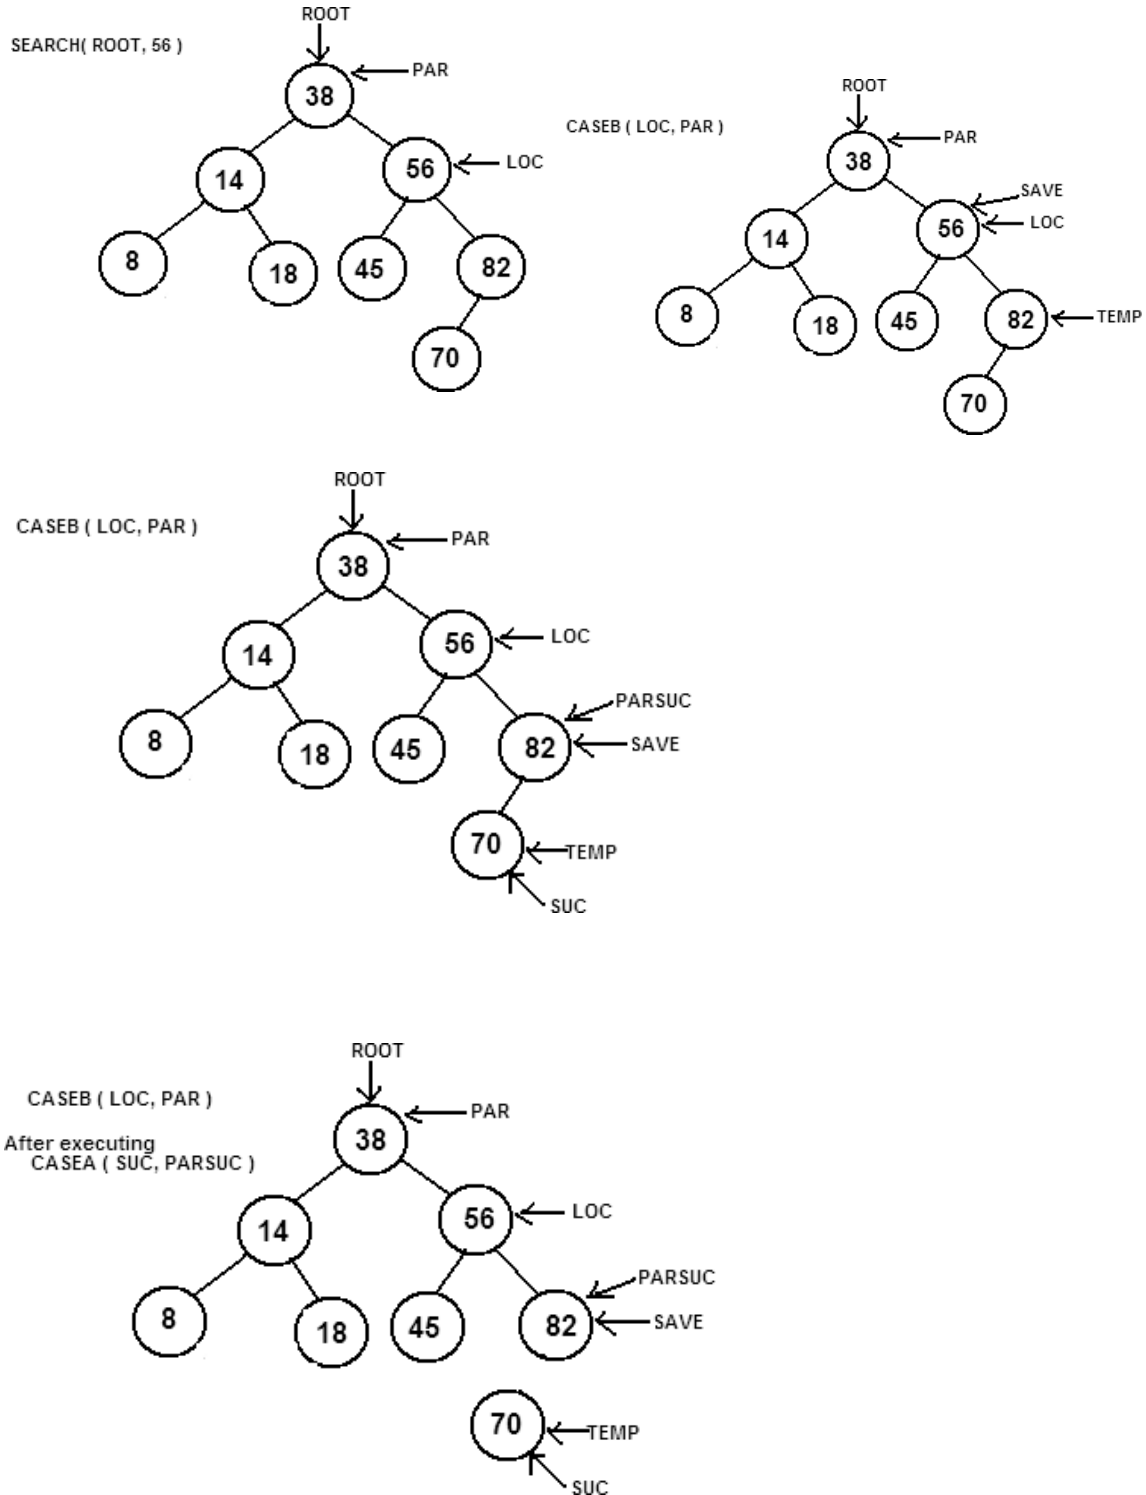 SEARCH( ROOT, 56 )
ROOT
PAR
38
14
56
LOC
8
18
45
82
70
CASEB ( LOC, PAR )
ROOT
PAR
38
SAVE
14
56
LOC
8
18
45
82
TEMP
70
CASEB ( LOC, PAR )
ROOT
PAR
38
14
56
LOC
PARSUC
8
18
45
82
SAVE
70
TEMP
SUC
CASEB ( LOC, PAR )
After executing
CASEA ( SUC, PARSUC )
ROOT
PAR
38
14
56
LOC
PARSUC
8
18
45
82
SAVE
70
TEMP
SUC